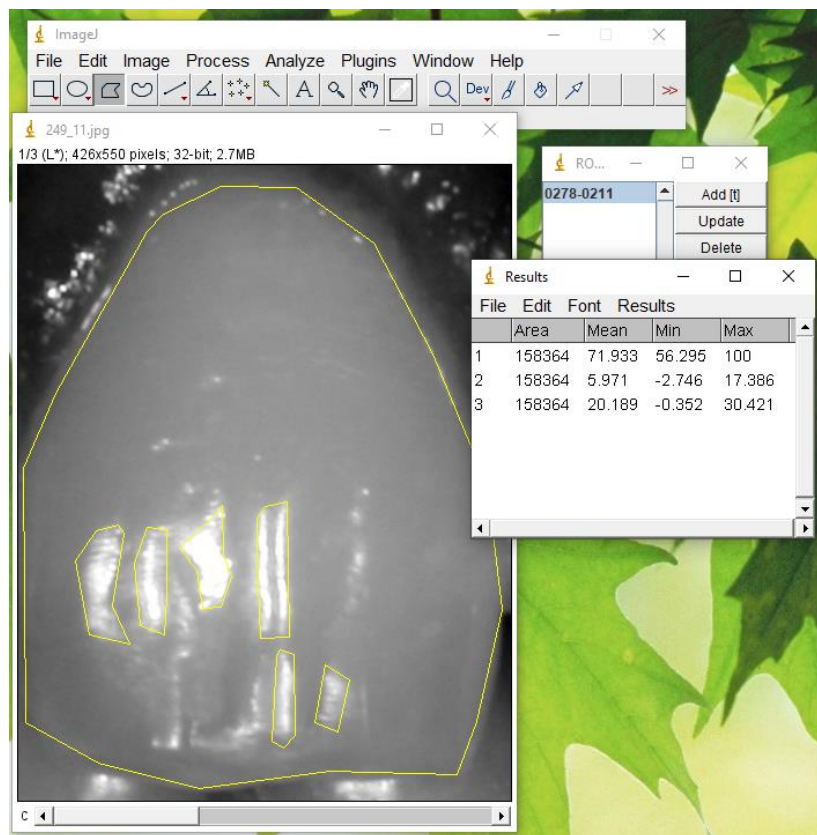 ImageJ
File Edit Image Process Analyze Plugins Window Help
A Dev >>
249_11.jpg
1/3 (L*); 426x550 pixels; 32-bit; 2.7MB
RO...
0278-0211
Add [t]
Update
Delete
Results
File Edit Font Results
Area Mean Min Max
1 158364 71.933 56.295 100
2 158364 5.971 -2.746 17.386
3 158364 20.189 -0.352 30.421
C